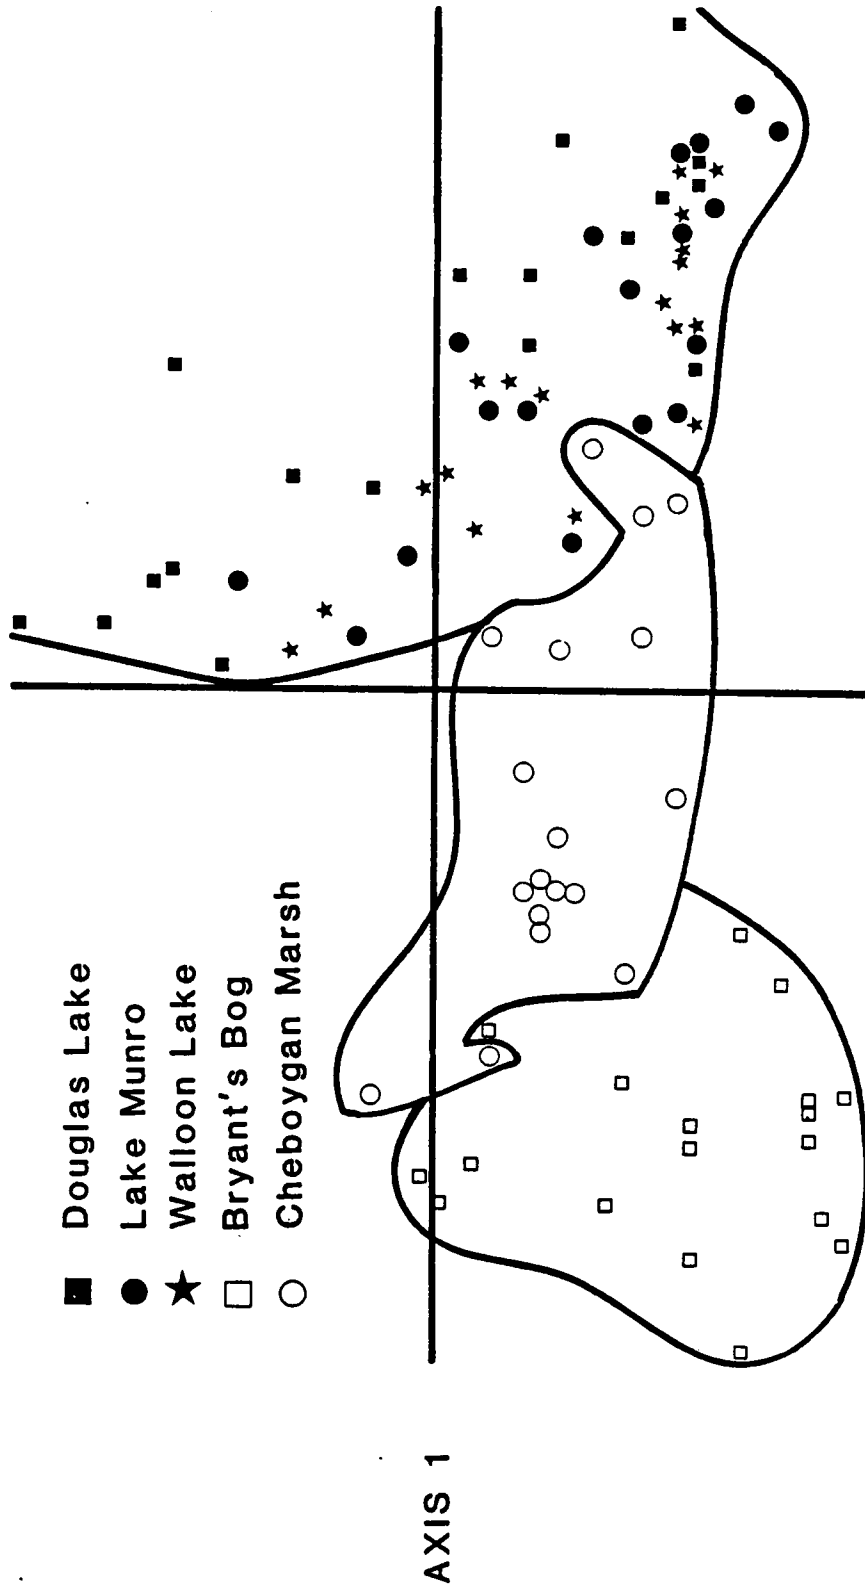 Douglas Lake
Lake Munro
Walloon Lake
Bryant's Bog
Cheboygan Marsh
AXIS 1